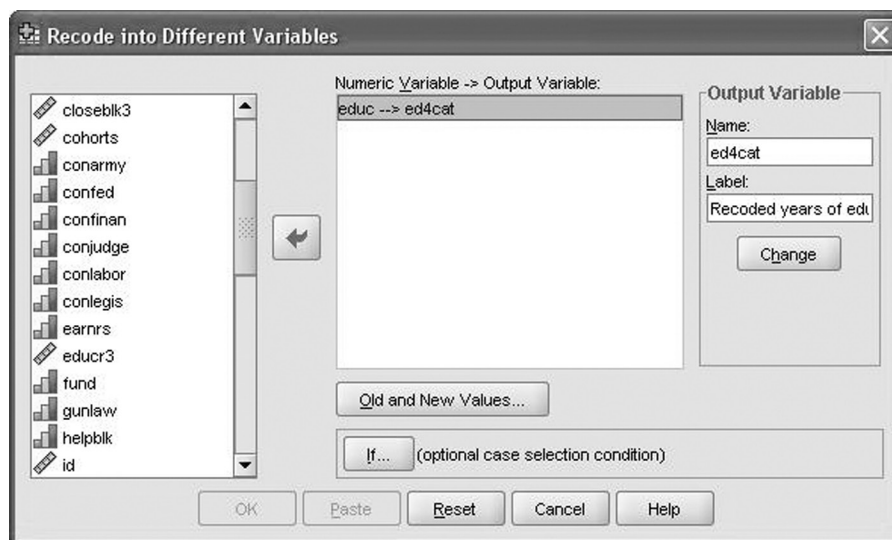 Recode into Different Variables
closeblk3
cohorts
conarmy
confed
confinan
conjudge
conlabor
conlegis
earnrs
educr3
fund
gunlaw
helpblk
id
Numeric Variable -> Output Variable:
educ --> ed4cat
Output Variable
Name:
ed4cat
Label:
Recoded years of edu
Change
Old and New Values...
If... (optional case selection condition)
OK Paste Reset Cancel Help